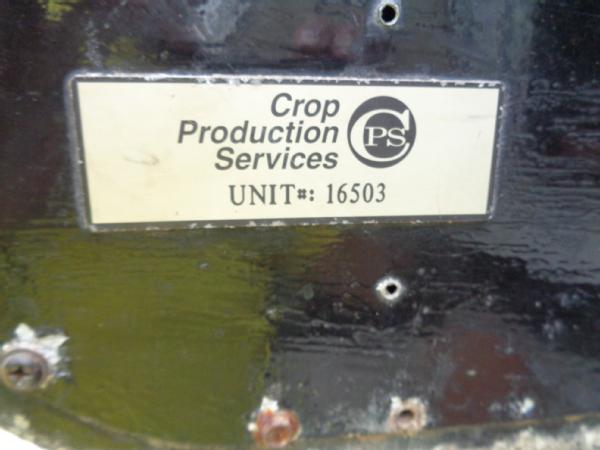 Crop
Production
Services
CPS
UNIT#: 16503